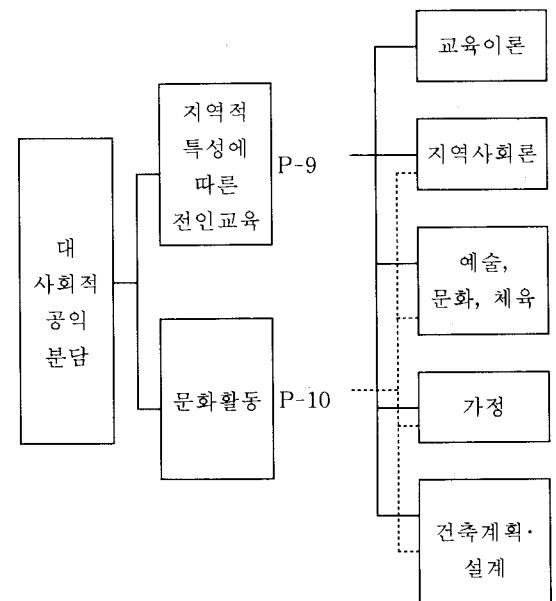 대
사회적
공익
분담
지역적
특성에
따른
전인교육
P-9
문화활동
P-10
교육이론
지역사회론
예술,
문화, 체육
가정
건축계획·
설계